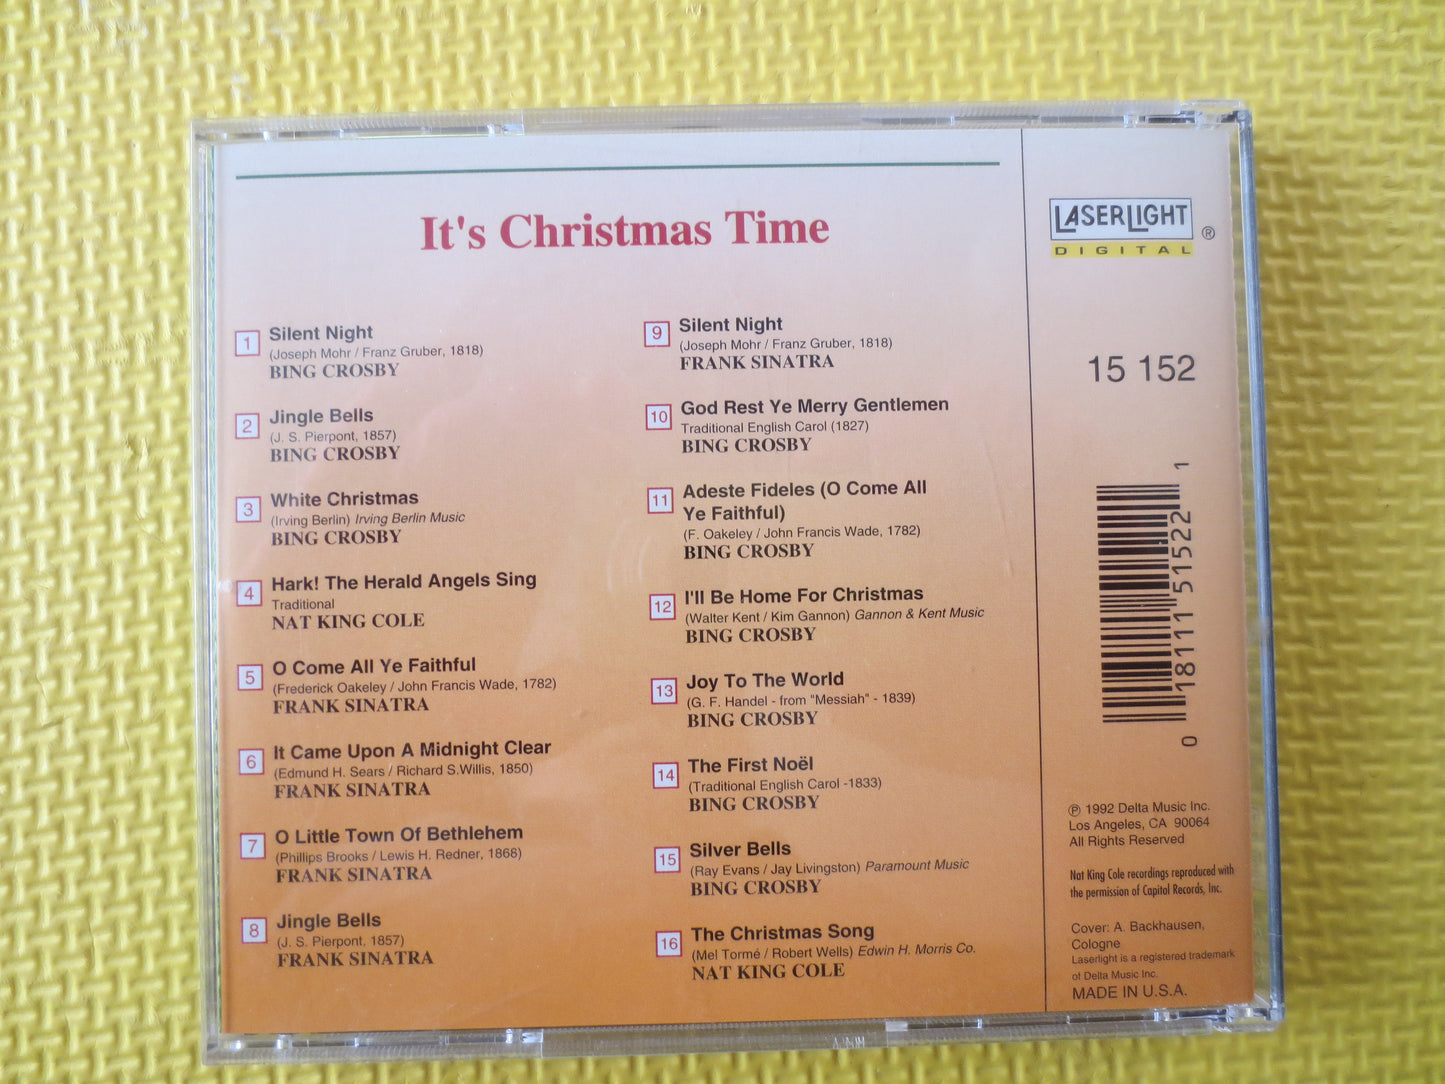 It's Christmas Time
1
Silent Night
(Joseph Mohr / Franz Gruber, 1818)
BING CROSBY
2
Jingle Bells
(J. S. Pierpont, 1857)
BING CROSBY
3
White Christmas
(Irving Berlin) Irving Berlin Music
BING CROSBY
4
Hark! The Herald Angels Sing
Traditional
NAT KING COLE
5
O Come All Ye Faithful
(Frederick Oakeley / John Francis Wade, 1782)
FRANK SINATRA
6
It Came Upon A Midnight Clear
(Edmund H. Sears / Richard S.Willis, 1850)
FRANK SINATRA
7
O Little Town Of Bethlehem
(Phillips Brooks / Lewis H. Redner, 1868)
FRANK SINATRA
8
Jingle Bells
(J. S. Pierpont, 1857)
FRANK SINATRA
9
Silent Night
(Joseph Mohr / Franz Gruber, 1818)
FRANK SINATRA
10
God Rest Ye Merry Gentlemen
Traditional English Carol (1827)
BING CROSBY
11
Adeste Fideles (O Come All
Ye Faithful)
(F. Oakeley / John Francis Wade, 1782)
BING CROSBY
12
I'll Be Home For Christmas
(Walter Kent / Kim Gannon) Gannon & Kent Music
BING CROSBY
13
Joy To The World
(G. F. Handel - from "Messiah" - 1839)
BING CROSBY
14
The First Noël
(Traditional English Carol -1833)
BING CROSBY
15
Silver Bells
(Ray Evans / Jay Livingston) Paramount Music
BING CROSBY
16
The Christmas Song
(Mel Tormé / Robert Wells) Edwin H. Morris Co.
NAT KING COLE
LASERLIGHT ®
DIGITAL
15 152
0 18111 51522 1
℗ 1992 Delta Music Inc.
Los Angeles, CA 90064
All Rights Reserved
Nat King Cole recordings reproduced with
the permission of Capitol Records, Inc.
Cover: A. Backhausen,
Cologne
Laserlight is a registered trademark
of Delta Music Inc.
MADE IN U.S.A.